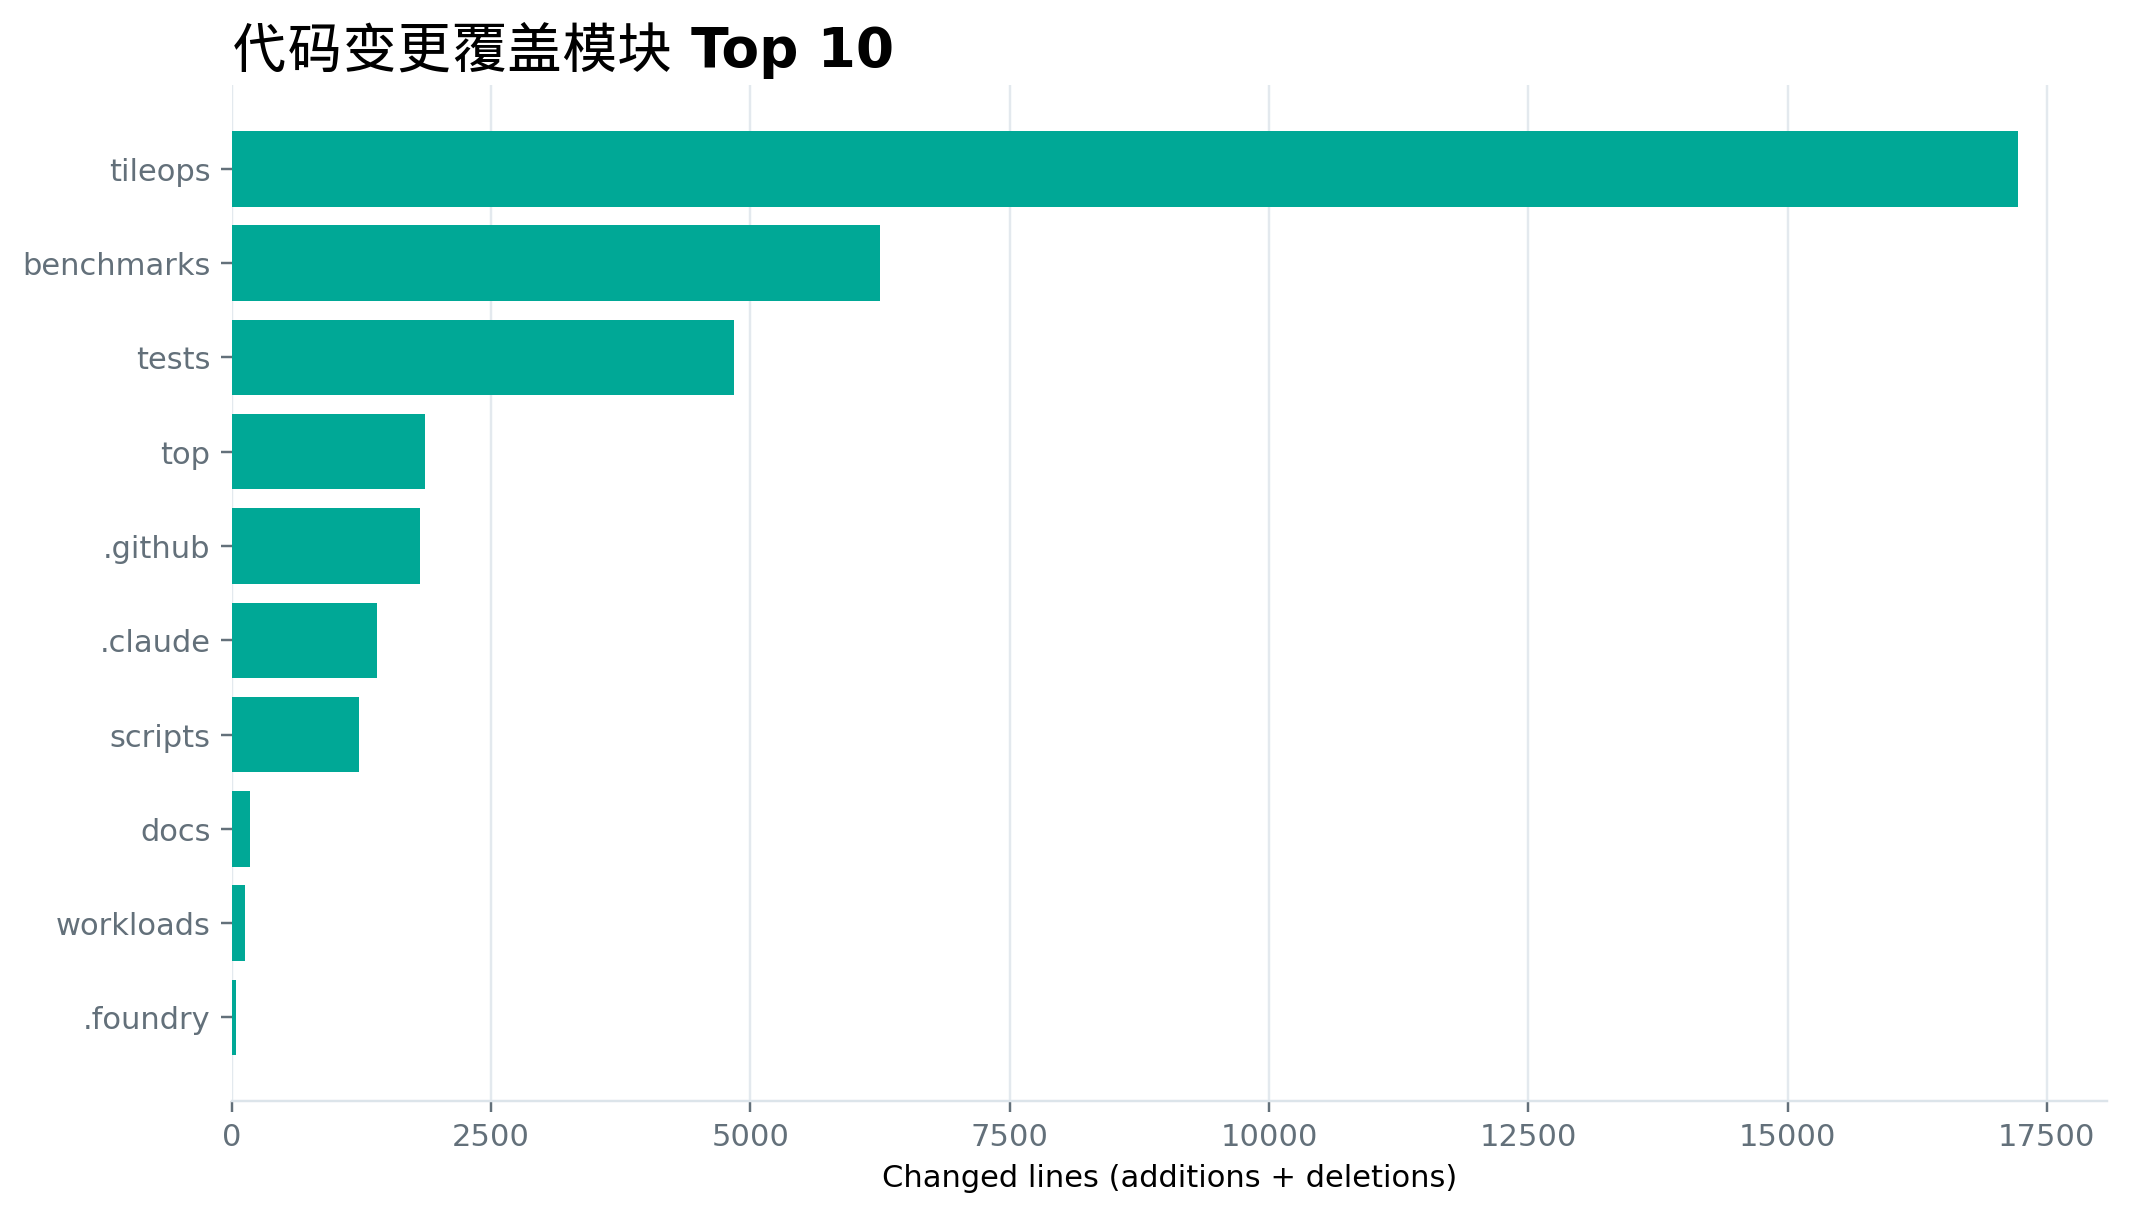 代码变更覆盖模块 Top 10
tileops
benchmarks
tests
top
.github
.claude
scripts
docs
workloads
.foundry
0 2500 5000 7500 10000 12500 15000 17500
Changed lines (additions + deletions)